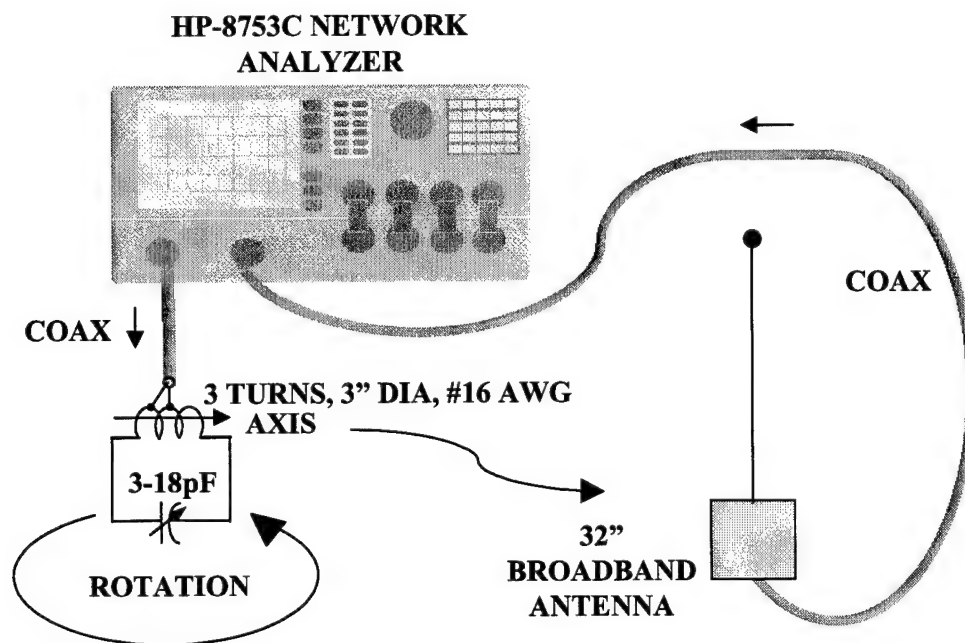 HP-8753C NETWORK
ANALYZER
COAX
COAX
3 TURNS, 3” DIA, #16 AWG
AXIS
3-18pF
32”
BROADBAND
ANTENNA
ROTATION